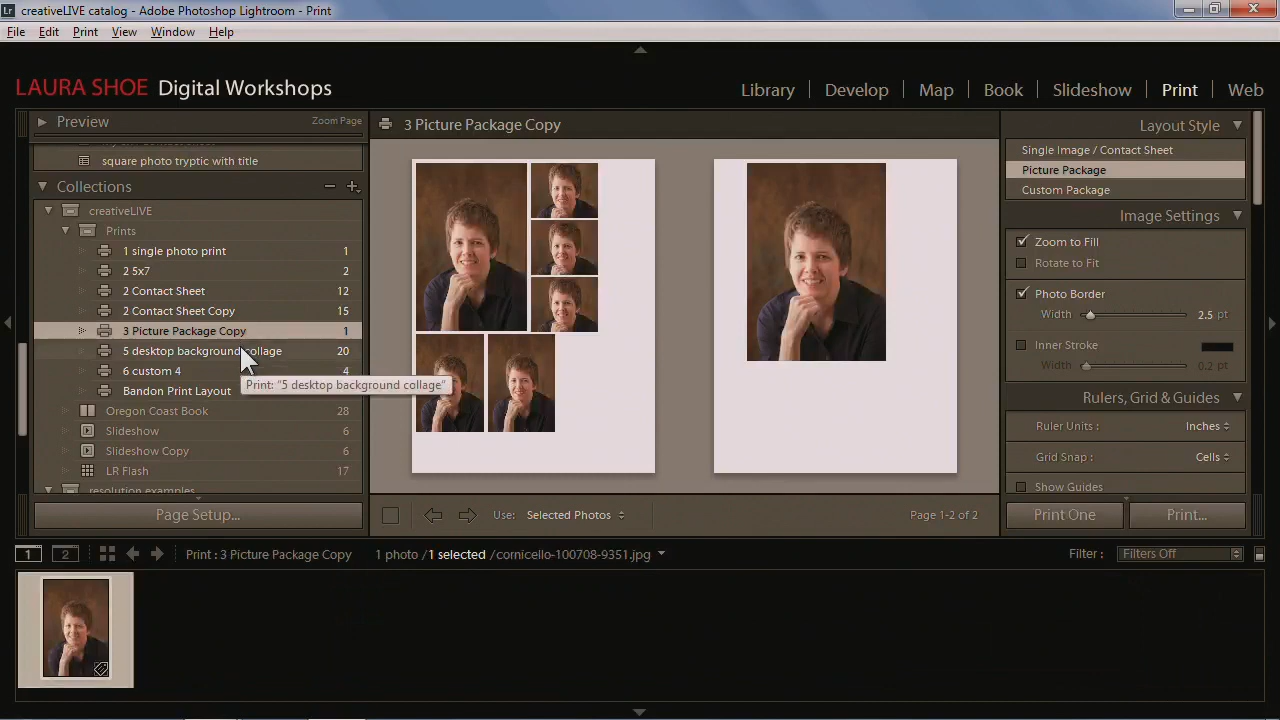 Lr creativeLIVE catalog - Adobe Photoshop Lightroom - Print
File Edit Print View Window Help
LAURA SHOE Digital Workshops
Library Develop Map Book Slideshow Print Web
Preview Zoom Page
square photo tryptic with title
Collections
creativeLIVE
Prints
1 single photo print 1
2 5x7 2
2 Contact Sheet 12
2 Contact Sheet Copy 15
3 Picture Package Copy 1
5 desktop background collage 20
6 custom 4 4
Print: "5 desktop background collage"
Bandon Print Layout
Oregon Coast Book 28
Slideshow 6
Slideshow Copy 6
LR Flash 17
resolution examples
Page Setup...
3 Picture Package Copy
Use: Selected Photos
Page 1-2 of 2
Layout Style
Single Image / Contact Sheet
Picture Package
Custom Package
Image Settings
Zoom to Fill
Rotate to Fit
Photo Border
Width 2.5 pt
Inner Stroke
Width 0.2 pt
Rulers, Grid & Guides
Ruler Units : Inches
Grid Snap : Cells
Show Guides
Print One Print...
1 2 Print : 3 Picture Package Copy 1 photo / 1 selected / cornicello-100708-9351.jpg
Filter : Filters Off